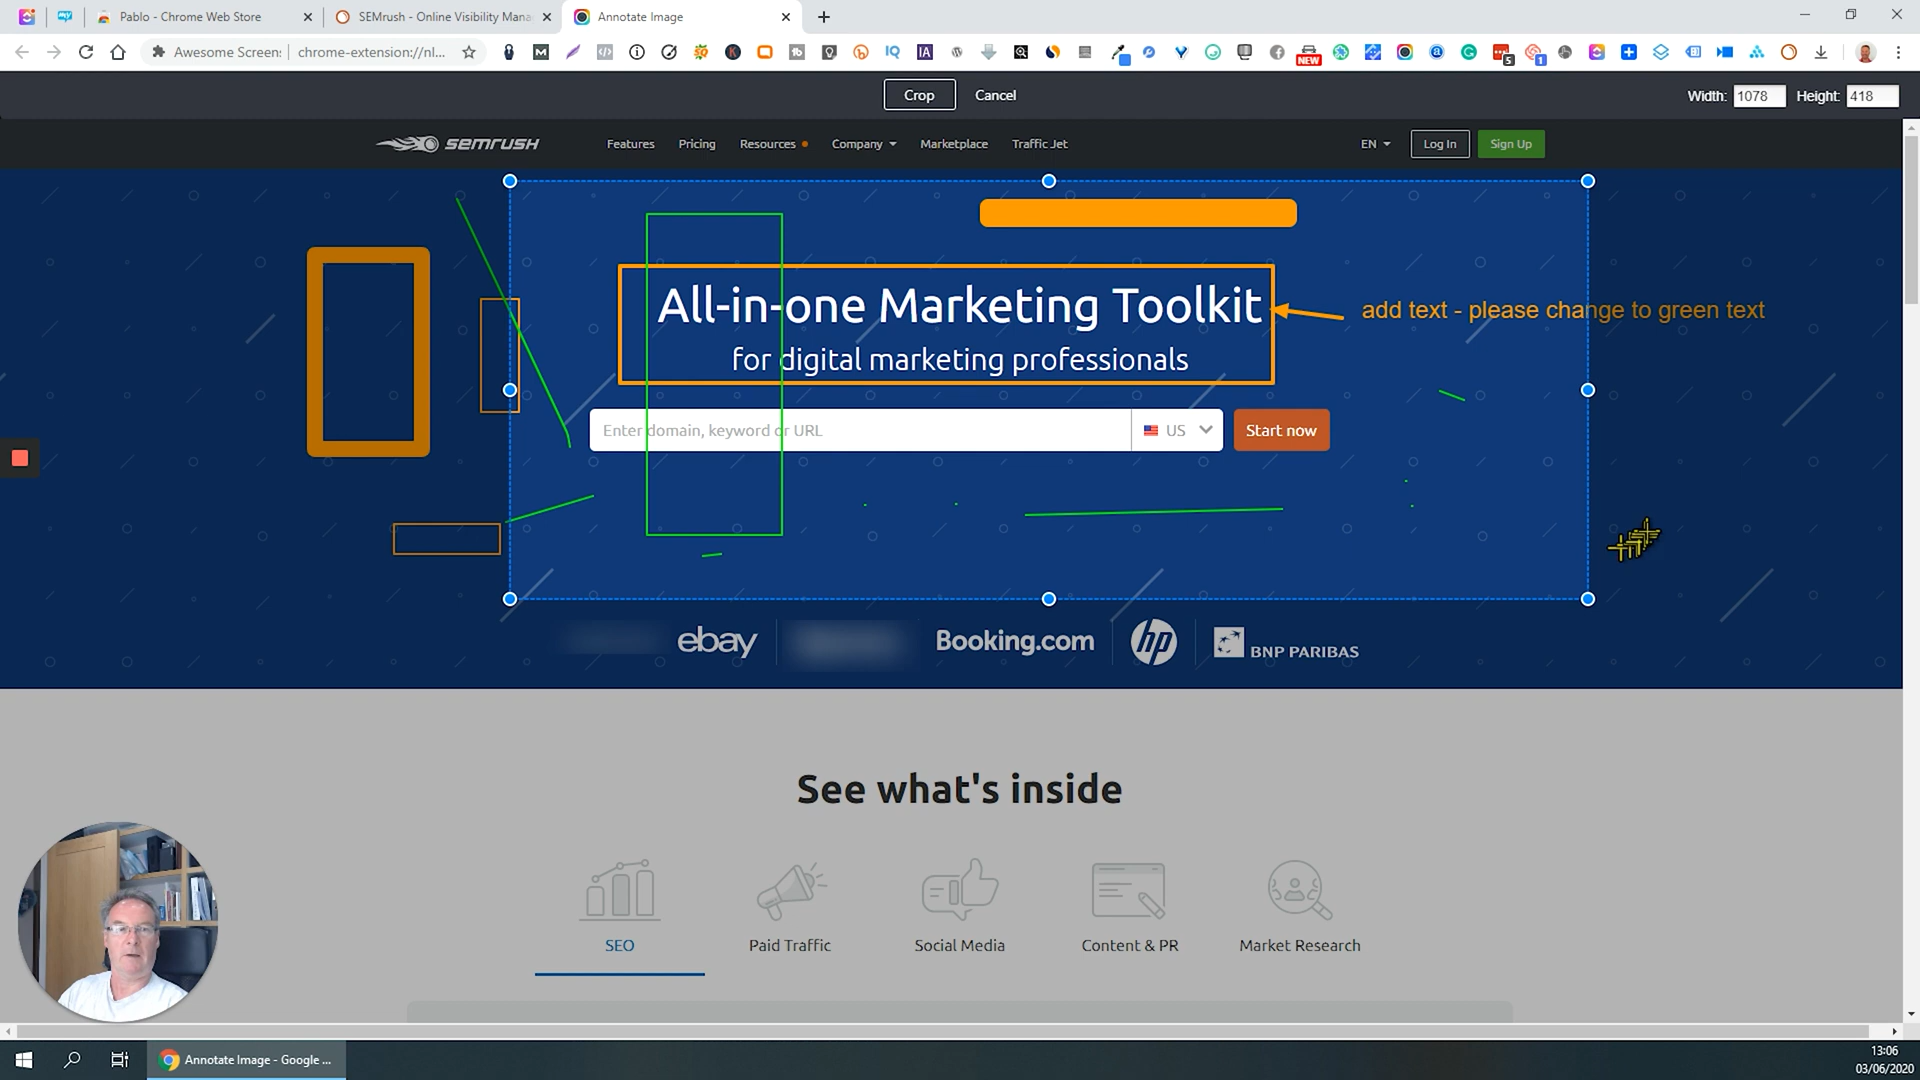 Pablo - Chrome Web Store
SEMrush - Online Visibility Mana
Annotate Image
Awesome Screens
chrome-extension://nl...
NEW
5
1
Crop
Cancel
Width: 1078 Height: 418
SEMRUSH
Features Pricing Resources Company Marketplace Traffic Jet
EN
Log In
Sign Up
All-in-one Marketing Toolkit
for digital marketing professionals
add text - please change to green text
Enter domain, keyword or URL
US
Start now
ebay
Booking.com
hp
BNP PARIBAS
See what's inside
SEO
Paid Traffic
Social Media
Content & PR
Market Research
Annotate Image - Google ...
13:06
03/06/2020